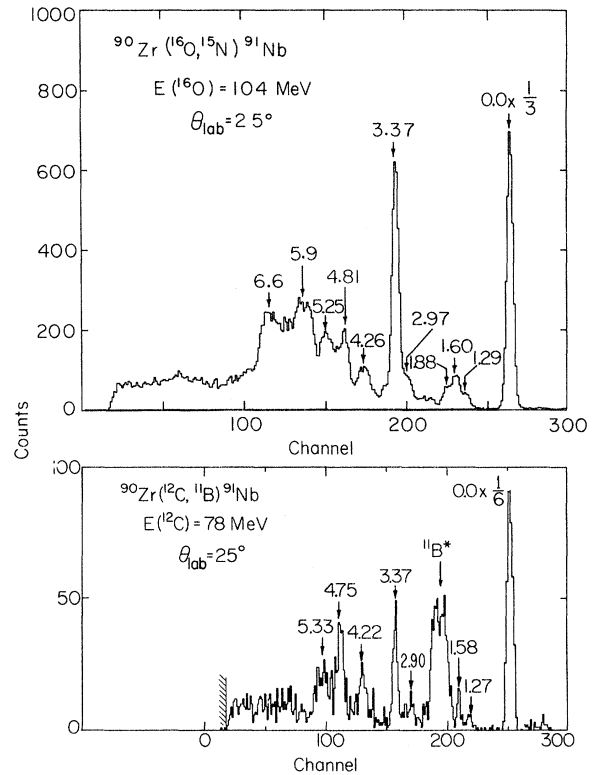 1000
800
600
400
200
0
⁹⁰Zr (¹⁶O,¹⁵N) ⁹¹Nb
E (¹⁶O) = 104 MeV
θlab = 25°
0.0 x 1/3
3.37
5.9
6.6
5.25
4.81
4.26
2.97
1.88
1.60
1.29
100
200
300
Channel
Counts
100
50
0
⁹⁰Zr(¹²C, ¹¹B) ⁹¹Nb
E(¹²C) = 78 MeV
θlab = 25°
0.0 x 1/6
¹¹B*
3.37
4.75
5.33
4.22
2.90
1.58
1.27
0
100
200
300
Channel